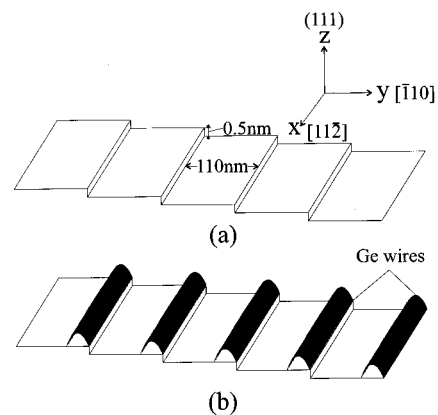 (111)
z
y [1̄10]
x [112̄]
0.5nm
110nm
(a)
Ge wires
(b)